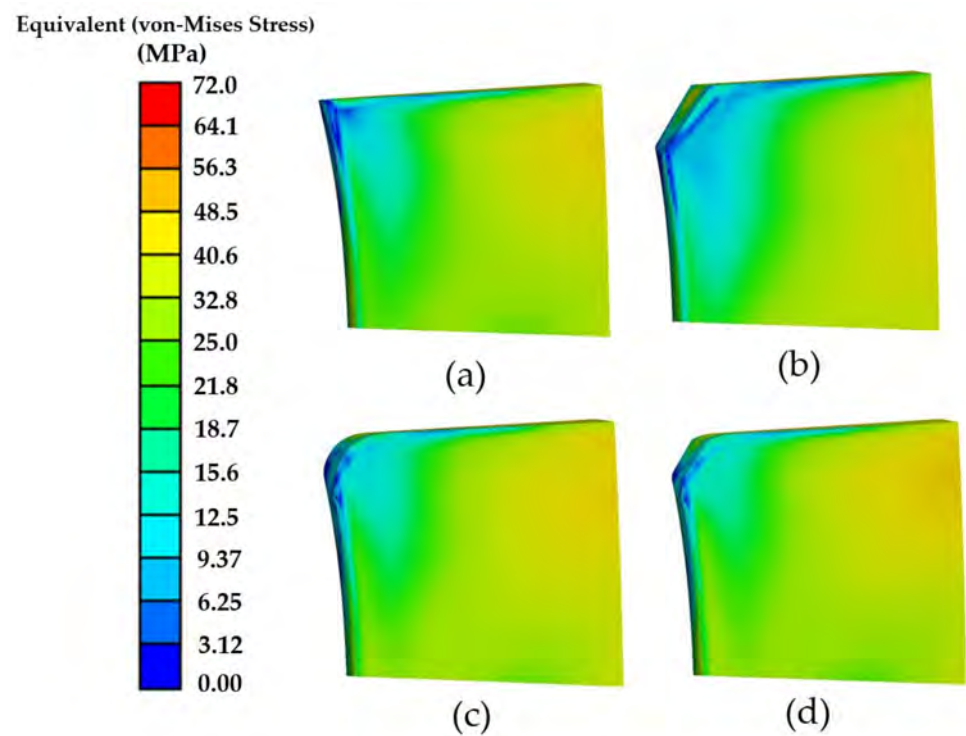 Equivalent (von-Mises Stress)
(MPa)
72.0
64.1
56.3
48.5
40.6
32.8
25.0
21.8
18.7
15.6
12.5
9.37
6.25
3.12
0.00
(a)
(b)
(c)
(d)